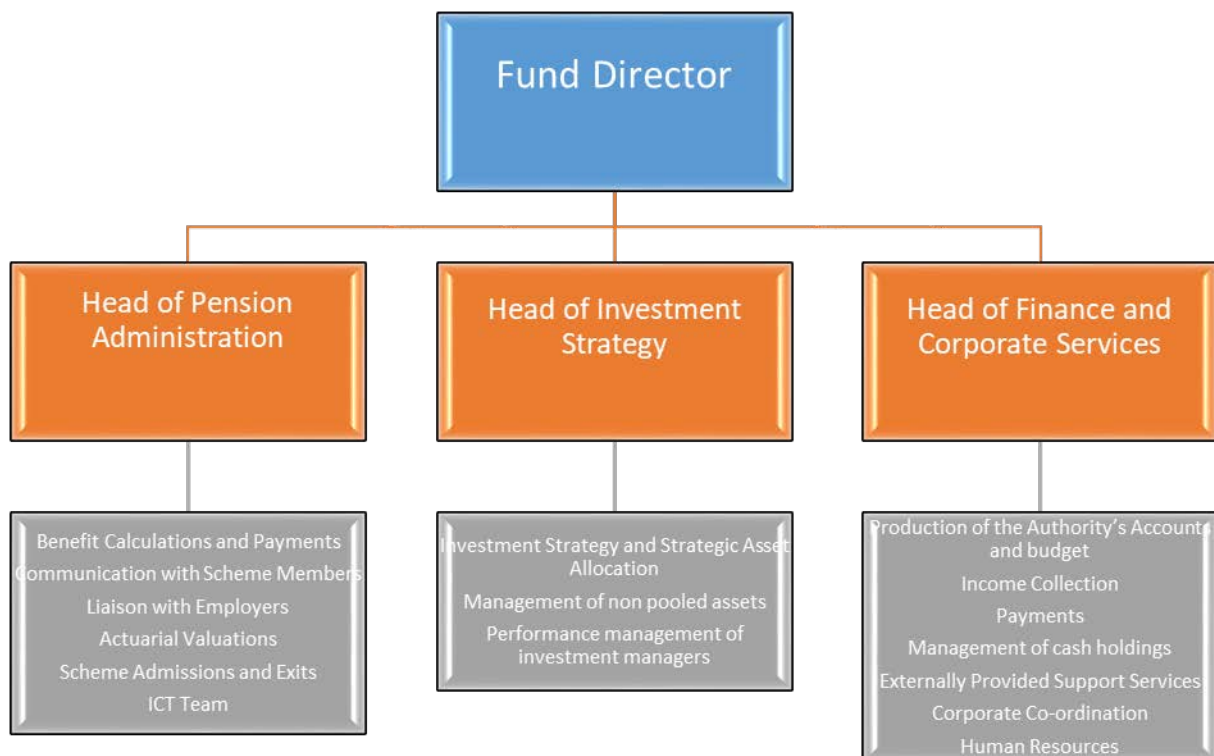 Fund Director
Head of Pension
Administration
Head of Investment
Strategy
Head of Finance and
Corporate Services
Benefit Calculations and Payments
Communication with Scheme Members
Liaison with Employers
Actuarial Valuations
Scheme Admissions and Exits
ICT Team
Investment Strategy and Strategic Asset
Allocation
Management of non pooled assets
Performance management of
investment managers
Production of the Authority’s Accounts
and budget
Income Collection
Payments
Management of cash holdings
Externally Provided Support Services
Corporate Co-ordination
Human Resources